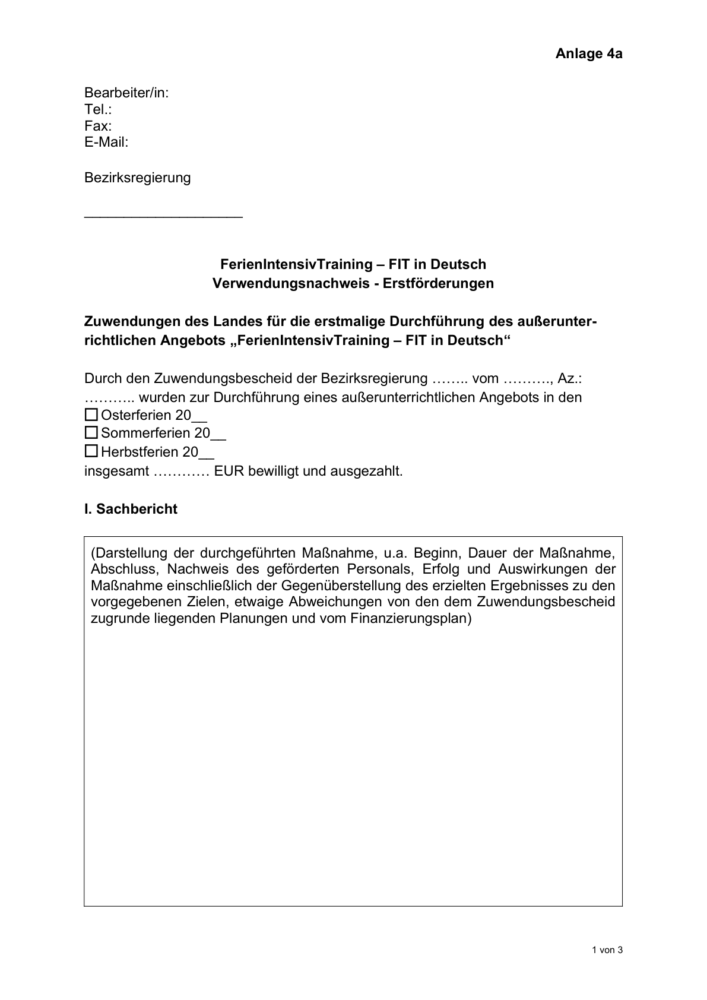 Anlage 4a
Bearbeiter/in:
Tel.:
Fax:
E-Mail:
Bezirksregierung
____________________
FerienIntensivTraining – FIT in Deutsch
Verwendungsnachweis - Erstförderungen
Zuwendungen des Landes für die erstmalige Durchführung des außerunter-
richtlichen Angebots „FerienIntensivTraining – FIT in Deutsch“
Durch den Zuwendungsbescheid der Bezirksregierung …….. vom ………., Az.:
……….. wurden zur Durchführung eines außerunterrichtlichen Angebots in den
☐ Osterferien 20__
☐ Sommerferien 20__
☐ Herbstferien 20__
insgesamt ………… EUR bewilligt und ausgezahlt.
I. Sachbericht
(Darstellung der durchgeführten Maßnahme, u.a. Beginn, Dauer der Maßnahme,
Abschluss, Nachweis des geförderten Personals, Erfolg und Auswirkungen der
Maßnahme einschließlich der Gegenüberstellung des erzielten Ergebnisses zu den
vorgegebenen Zielen, etwaige Abweichungen von den dem Zuwendungsbescheid
zugrunde liegenden Planungen und vom Finanzierungsplan)
1 von 3